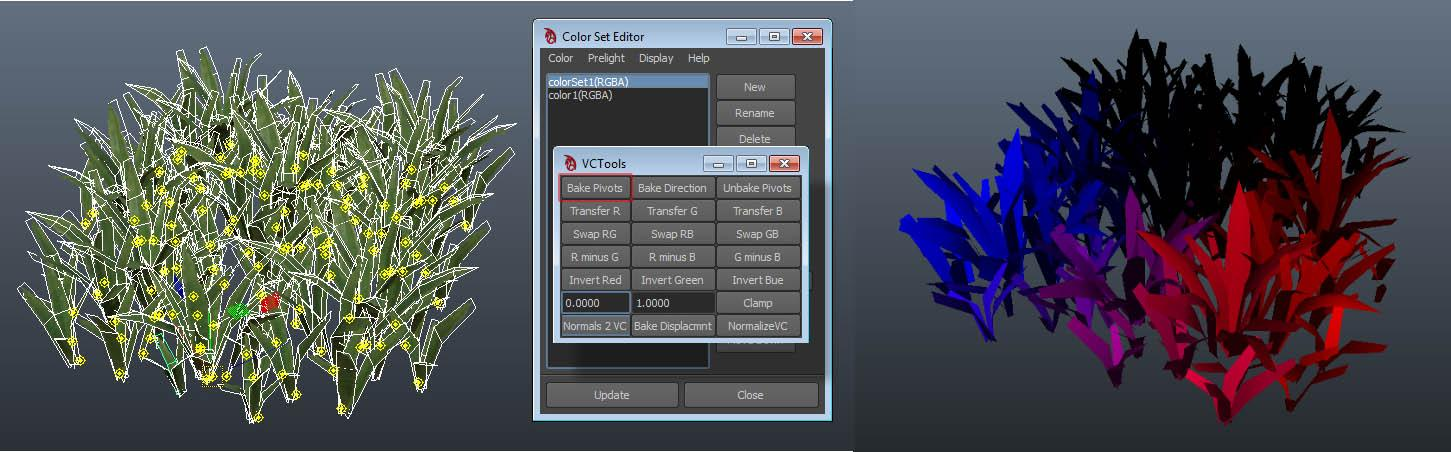 Color Set Editor
Color Prelight Display Help
colorSet1(RGBA)
color1(RGBA)
New
Rename
Delete
VCTools
Bake Pivots Bake Direction Unbake Pivots
Transfer R Transfer G Transfer B
Swap RG Swap RB Swap GB
R minus G R minus B G minus B
Invert Red Invert Green Invert Bue
0.0000 1.0000 Clamp
Normals 2 VC Bake Displacmnt NormalizeVC
Update Close